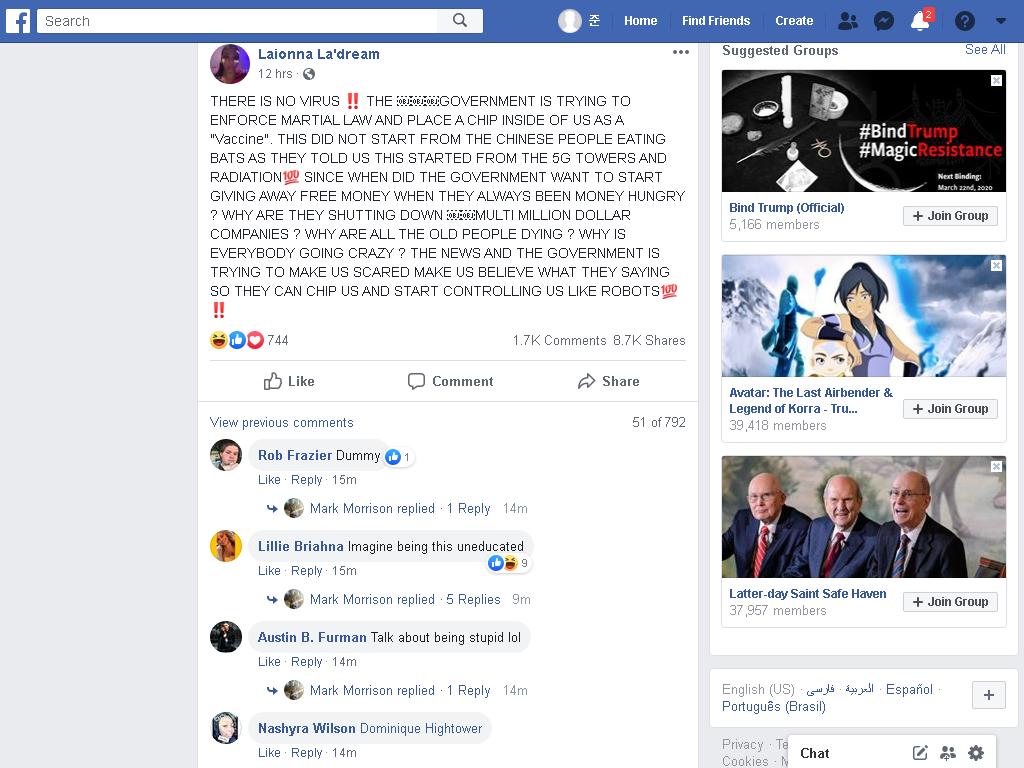 Search
준
Home
Find Friends
Create
2
Laionna La'dream
12 hrs ·
THERE IS NO VIRUS ‼️ THE ￼￼￼GOVERNMENT IS TRYING TO
ENFORCE MARTIAL LAW AND PLACE A CHIP INSIDE OF US AS A
"Vaccine". THIS DID NOT START FROM THE CHINESE PEOPLE EATING
BATS AS THEY TOLD US THIS STARTED FROM THE 5G TOWERS AND
RADIATION💯 SINCE WHEN DID THE GOVERNMENT WANT TO START
GIVING AWAY FREE MONEY WHEN THEY ALWAYS BEEN MONEY HUNGRY
? WHY ARE THEY SHUTTING DOWN ￼￼MULTI MILLION DOLLAR
COMPANIES ? WHY ARE ALL THE OLD PEOPLE DYING ? WHY IS
EVERYBODY GOING CRAZY ? THE NEWS AND THE GOVERNMENT IS
TRYING TO MAKE US SCARED MAKE US BELIEVE WHAT THEY SAYING
SO THEY CAN CHIP US AND START CONTROLLING US LIKE ROBOTS💯
‼️
744
1.7K Comments 8.7K Shares
Like
Comment
Share
View previous comments
51 of 792
Rob Frazier Dummy
1
Like · Reply · 15m
Mark Morrison replied · 1 Reply 14m
Lillie Briahna Imagine being this uneducated
9
Like · Reply · 15m
Mark Morrison replied · 5 Replies 9m
Austin B. Furman Talk about being stupid lol
Like · Reply · 14m
Mark Morrison replied · 1 Reply 14m
Nashyra Wilson Dominique Hightower
Like · Reply · 14m
Suggested Groups
See All
#BindTrump
#MagicResistance
Next Binding:
March 22nd, 2020
Bind Trump (Official)
5,166 members
+ Join Group
Avatar: The Last Airbender &
Legend of Korra - Tru...
39,418 members
+ Join Group
Latter-day Saint Safe Haven
37,957 members
+ Join Group
English (US) · فارسی · العربية · Español ·
Português (Brasil)
Privacy · Te
Cookies · M
Chat